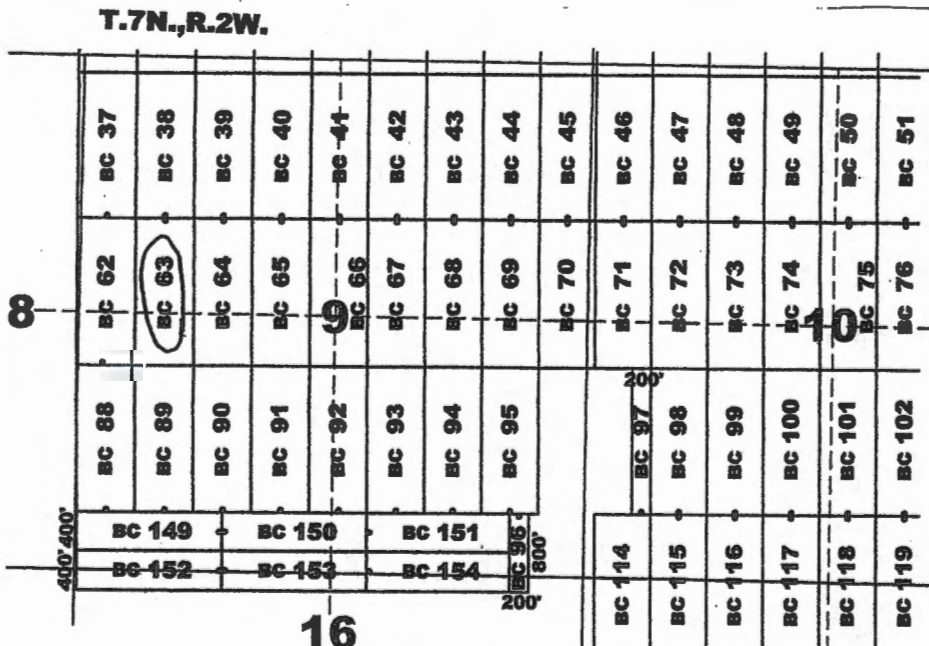 T.7N.,R.2W.
BC 37 BC 38 BC 39 BC 40 BC 41 BC 42 BC 43 BC 44 BC 45 BC 46 BC 47 BC 48 BC 49 BC 50 BC 51
BC 62 BC 63 BC 64 BC 65 BC 66 BC 67 BC 68 BC 69 BC 70 BC 71 BC 72 BC 73 BC 74 BC 75 BC 76
8 9 10
200'
BC 88 BC 89 BC 90 BC 91 BC 92 BC 93 BC 94 BC 95 BC 97 BC 98 BC 99 BC 100 BC 101 BC 102
400' BC 149 BC 150 BC 151 BC 96 800'
400' BC 152 BC 153 BC 154 BC 114 BC 115 BC 116 BC 117 BC 118 BC 119
200'
16